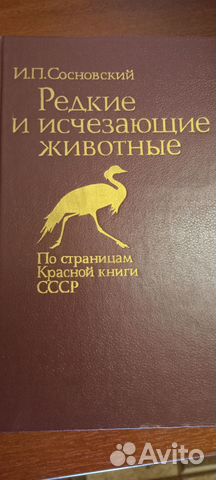 И.П.Сосновский
Редкие
и исчезающие
животные
По страницам
Красной книги
СССР
Avito